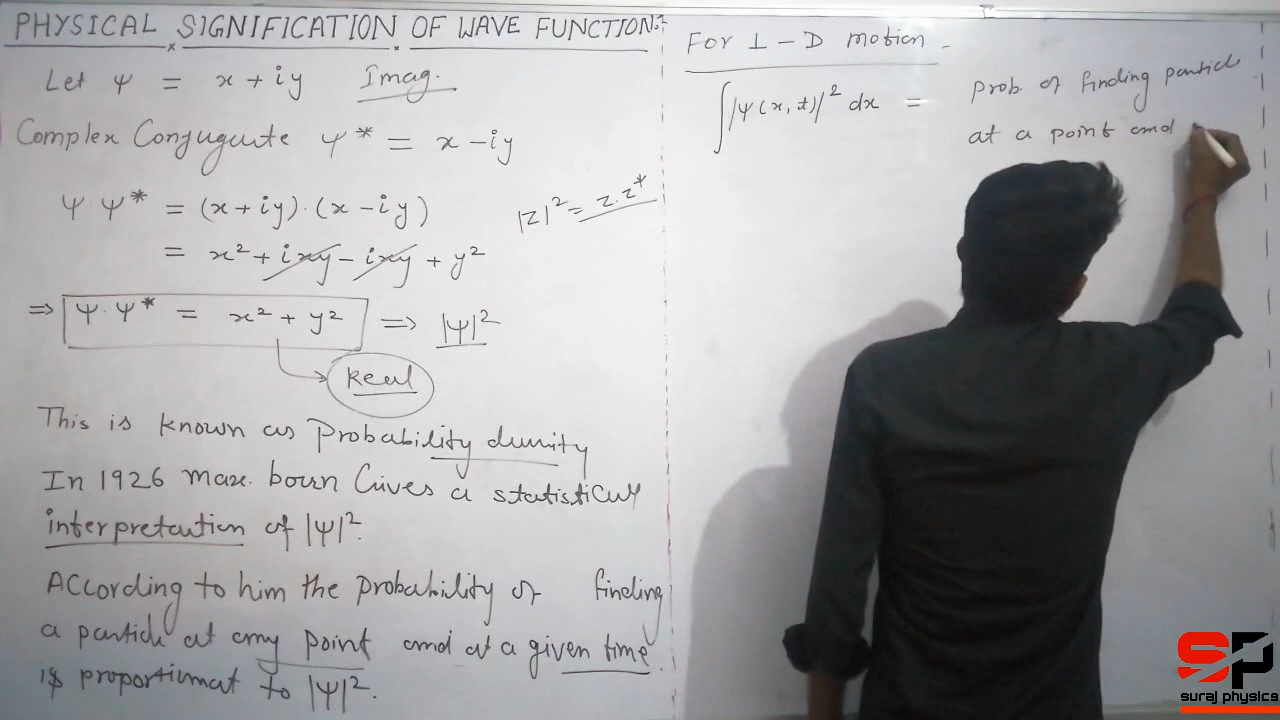 PHYSICAL SIGNIFICATION OF WAVE FUNCTION:-
Let Ψ = x + iy Imag.
Complex Conjugate Ψ* = x - iy
Ψ·Ψ* = (x + iy)·(x - iy)
|Z|² = Z.Z*
= x² + ixy - ixy + y²
⇒ Ψ·Ψ* = x² + y² ⇒ |Ψ|²
Real
This is known as Probability density
In 1926 max. born Gives a statistical
interpretation of |Ψ|².
According to him the probability of finding
a particle at any point and at a given time
is proportional to |Ψ|².
For 1-D motion -
∫|Ψ(x,t)|² dx = Prob. of finding particle
at a point and
SP
suraj physics